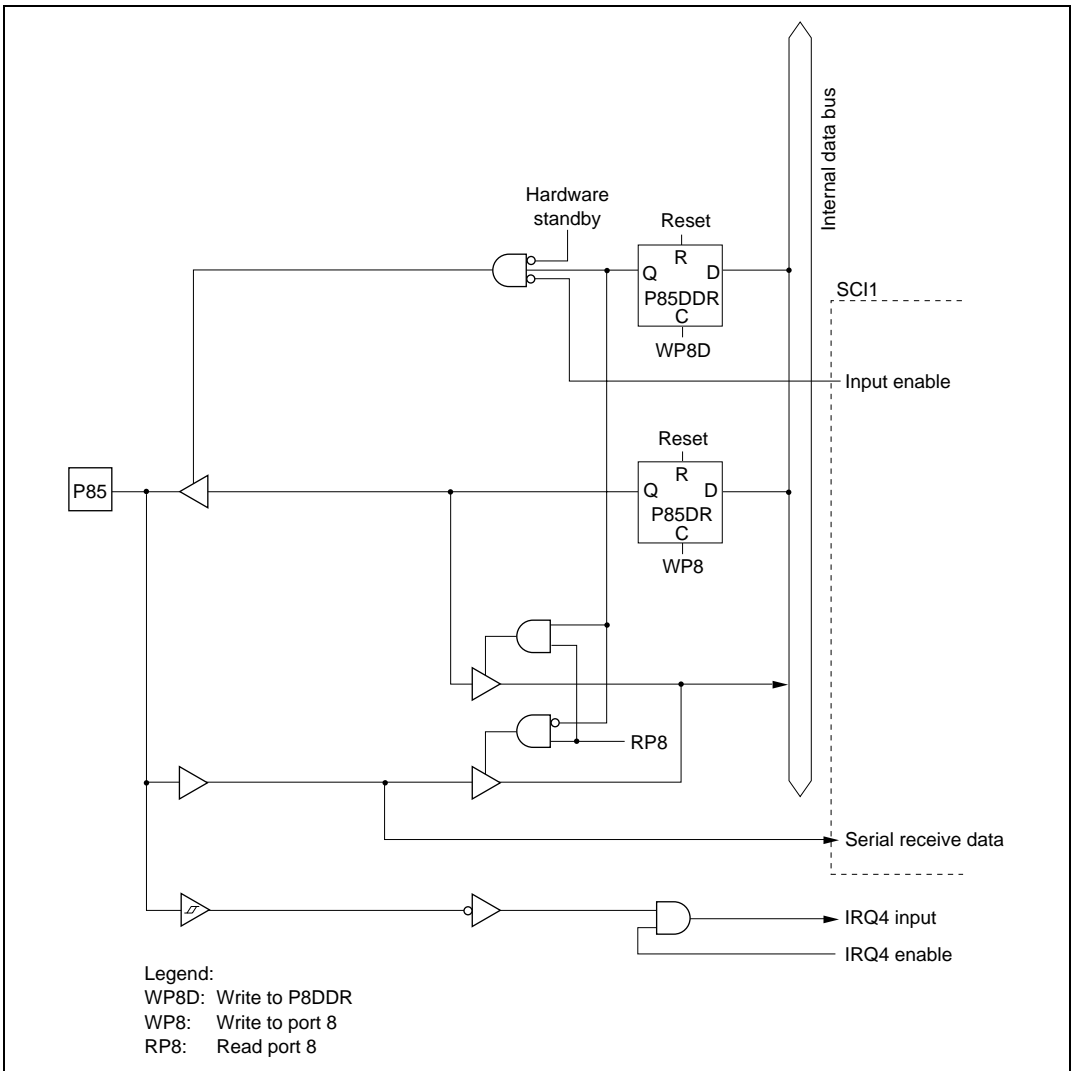 Internal data bus
Hardware
standby
Reset
R
Q D
P85DDR
C
WP8D
SCI1
Input enable
Reset
R
P85
Q D
P85DR
C
WP8
RP8
Serial receive data
IRQ4 input
IRQ4 enable
Legend:
WP8D: Write to P8DDR
WP8: Write to port 8
RP8: Read port 8